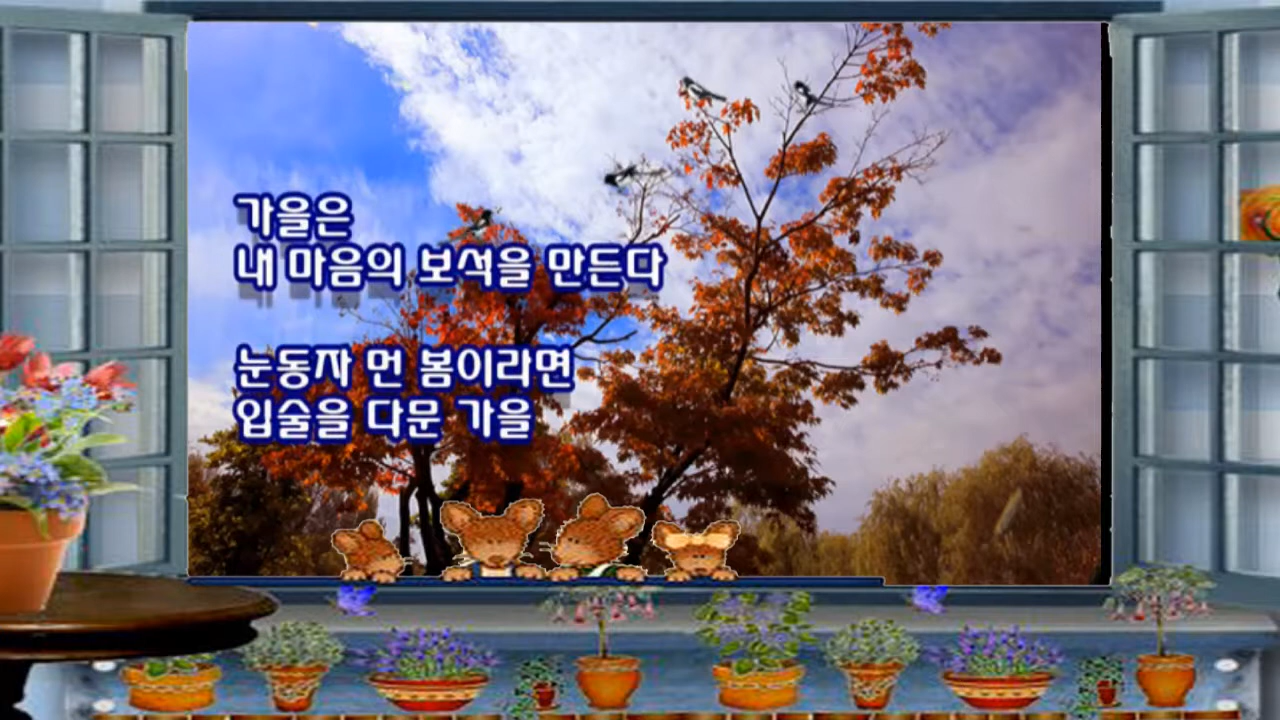 가을은
내 마음의 보석을 만든다
눈동자 먼 봄이라면
입술을 다문 가을